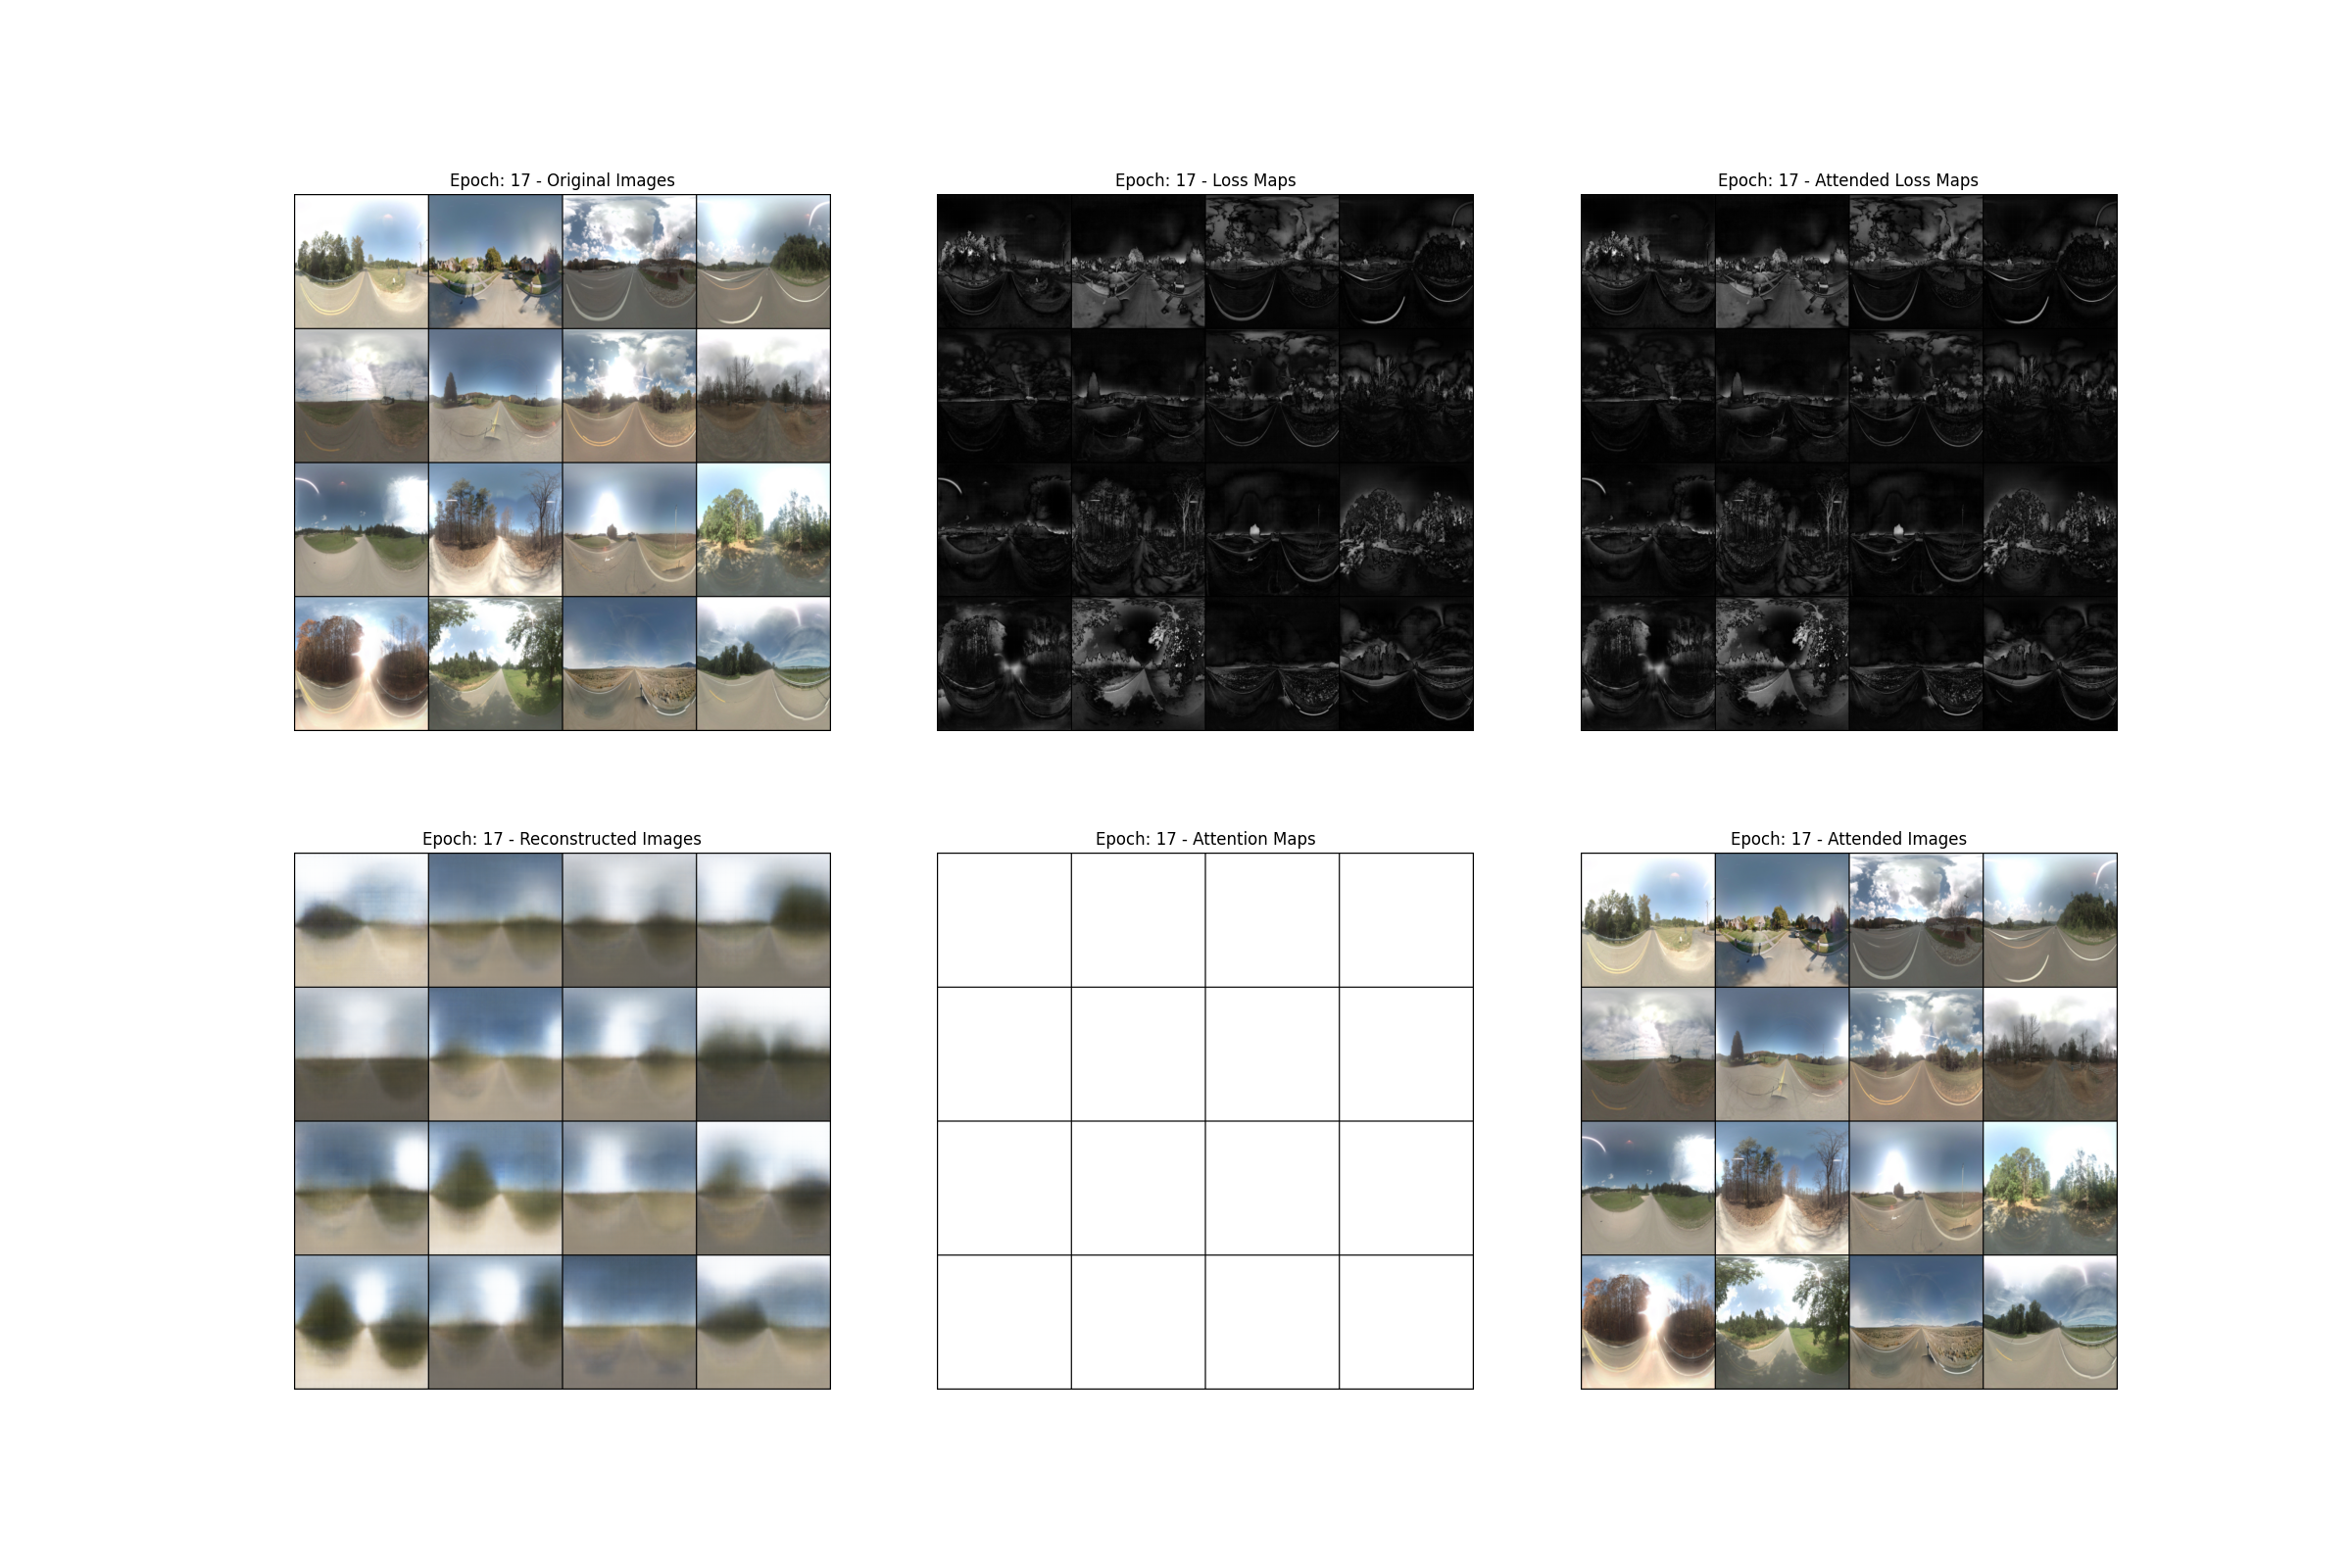 Epoch: 17 - Original Images
Epoch: 17 - Loss Maps
Epoch: 17 - Attended Loss Maps
Epoch: 17 - Reconstructed Images
Epoch: 17 - Attention Maps
Epoch: 17 - Attended Images